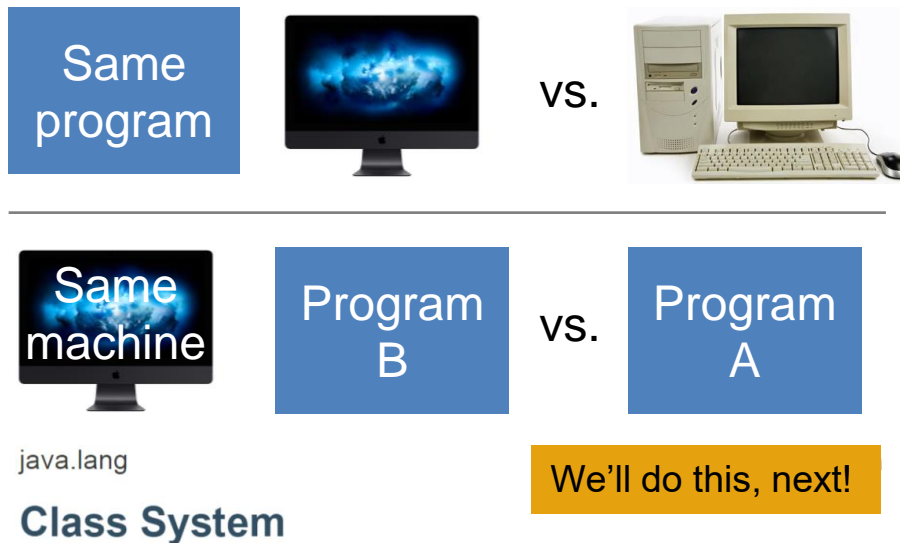 Same
program
vs.
Same
machine
Program
B
vs.
Program
A
java.lang
We'll do this, next!
Class System